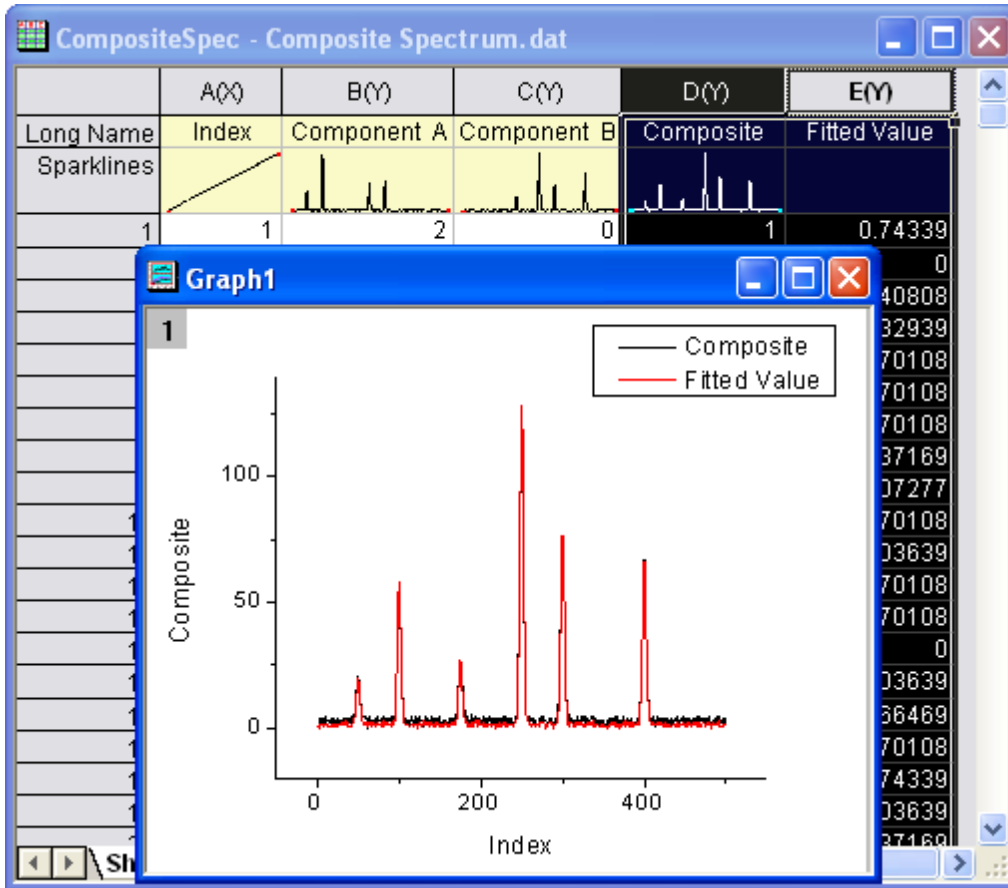 CompositeSpec - Composite Spectrum.dat
A(X) B(Y) C(Y) D(Y) E(Y)
Long Name Index Component A Component B Composite Fitted Value
Sparklines
1 1 2 0 1 0.74339
0
40808
32939
70108
70108
70108
37169
07277
70108
03639
70108
70108
0
03639
66469
70108
74339
03639
37169
Graph1
1
Composite
Fitted Value
100
50
0
Composite
0 200 400
Index
Sh